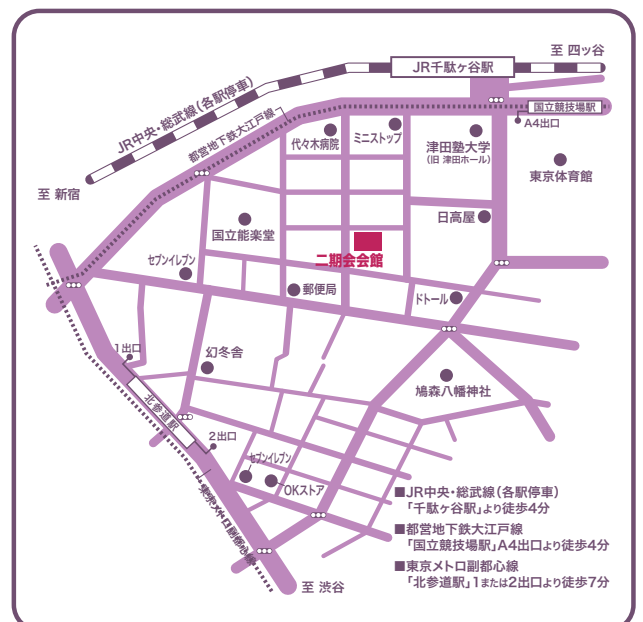 至 四ッ谷
JR千駄ヶ谷駅
JR中央・総武線(各駅停車)
国立競技場駅
都営地下鉄大江戸線
A4出口
代々木病院
ミニストップ
津田塾大学
(旧 津田ホール)
東京体育館
至 新宿
国立能楽堂
日高屋
二期会会館
セブンイレブン
郵便局
ドトール
1出口
幻冬舎
鳩森八幡神社
北参道駅
2出口
セブンイレブン
OKストア
東京メトロ副都心線
至 渋谷
■JR中央・総武線(各駅停車)
「千駄ヶ谷駅」より徒歩4分
■都営地下鉄大江戸線
「国立競技場駅」A4出口より徒歩4分
■東京メトロ副都心線
「北参道駅」1または2出口より徒歩7分